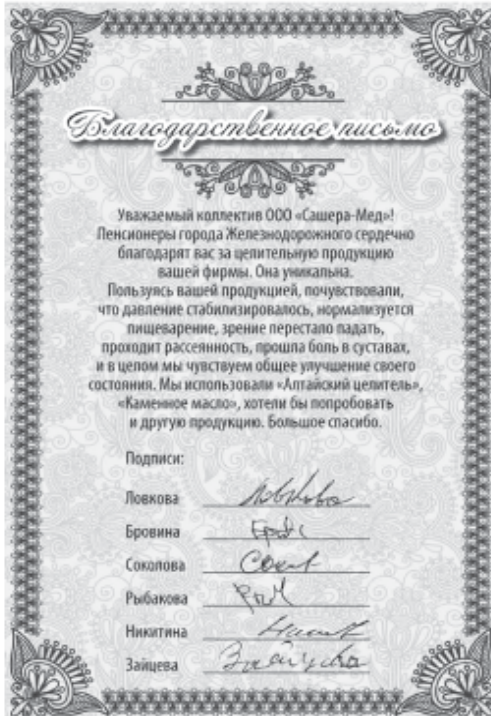 Благодарственное письмо
Уважаемый коллектив ООО «Сашера-Мед»!
Пенсионеры города Железнодорожного сердечно
благодарят вас за целительную продукцию
вашей фирмы. Она уникальна.
Пользуясь вашей продукцией, почувствовали,
что давление стабилизировалось, нормализуется
пищеварение, зрение перестало падать,
проходит рассеянность, прошла боль в суставах,
и в целом мы чувствуем общее улучшение своего
состояния. Мы использовали «Алтайский целитель»,
«Каменное масло», хотели бы попробовать
и другую продукцию. Большое спасибо.
Подписи:
Ловкова Ловкова
Бровина
Соколова
Рыбакова
Никитина
Зайцева